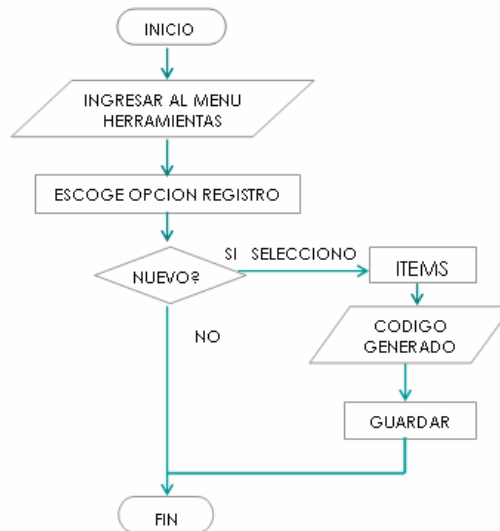 INICIO
INGRESAR AL MENU
HERRAMIENTAS
ESCOGE OPCION REGISTRO
NUEVO?
SI SELECCIONO
ITEMS
CODIGO
GENERADO
NO
GUARDAR
FIN